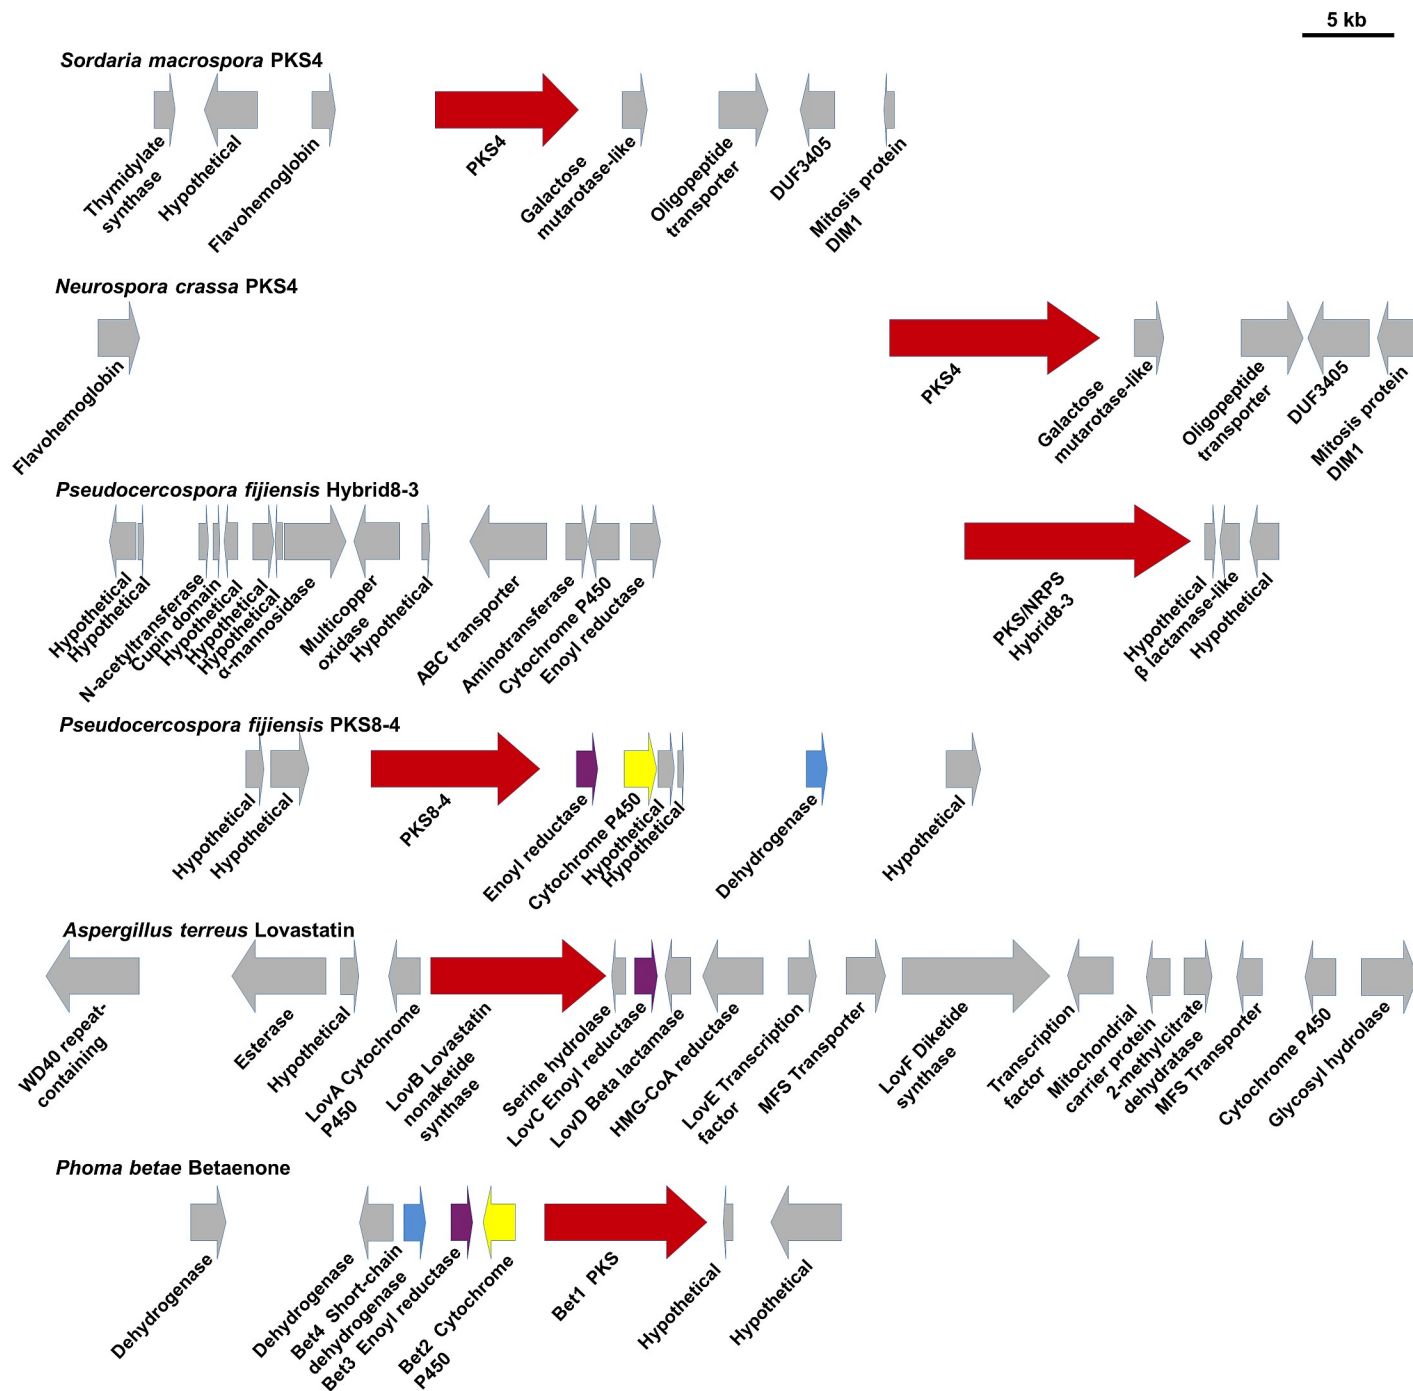 5 kb
Sordaria macrospora PKS4
Thymidylate
synthase
Hypothetical
Flavohemoglobin
PKS4
Galactose
mutarotase-like
Oligopeptide
transporter
DUF3405
Mitosis protein
DIM1
Neurospora crassa PKS4
Flavohemoglobin
PKS4
Galactose
mutarotase-like
Oligopeptide
transporter
DUF3405
Mitosis protein
DIM1
Pseudocercospora fijiensis Hybrid8-3
Hypothetical
Hypothetical
N-acetyltransferase
Cupin domain
Hypothetical
Hypothetical
Hypothetical
α-mannosidase
Multicopper
oxidase
Hypothetical
ABC transporter
Aminotransferase
Cytochrome P450
Enoyl reductase
PKS/NRPS
Hybrid8-3
Hypothetical
β lactamase-like
Hypothetical
Pseudocercospora fijiensis PKS8-4
Hypothetical
Hypothetical
PKS8-4
Enoyl reductase
Cytochrome P450
Hypothetical
Hypothetical
Dehydrogenase
Hypothetical
Aspergillus terreus Lovastatin
WD40 repeat-
containing
Esterase
Hypothetical
LovA Cytochrome
P450
LovB Lovastatin
nonaketide
synthase
Serine hydrolase
LovC Enoyl reductase
LovD Beta lactamase
HMG-CoA reductase
LovE Transcription
factor
MFS Transporter
LovF Diketide
synthase
Transcription
factor
Mitochondrial
carrier protein
2-methylcitrate
dehydratase
MFS Transporter
Cytochrome P450
Glycosyl hydrolase
Phoma betae Betaenone
Dehydrogenase
Dehydrogenase
Bet4 Short-chain
dehydrogenase
Bet3 Enoyl reductase
Bet2 Cytochrome
P450
Bet1 PKS
Hypothetical
Hypothetical